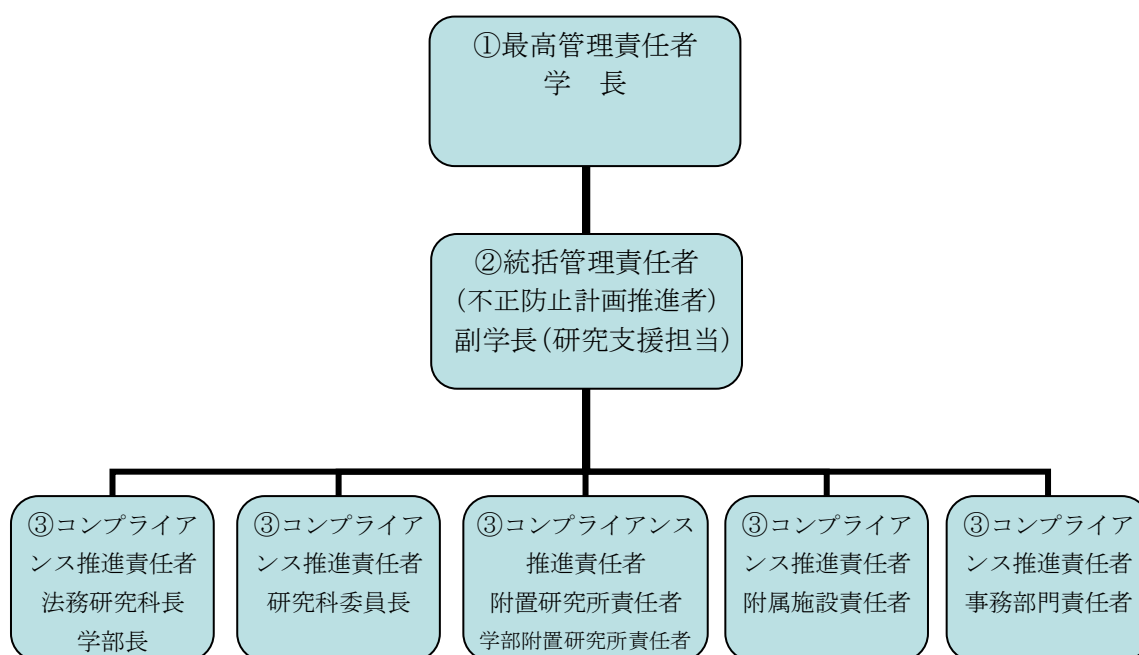 ①最高管理責任者
学　長
②統括管理責任者
(不正防止計画推進者)
副学長(研究支援担当)
③コンプライア
ンス推進責任者
法務研究科長
学部長
③コンプライア
ンス推進責任者
研究科委員長
③コンプライアンス
推進責任者
附置研究所責任者
学部附置研究所責任者
③コンプライア
ンス推進責任者
附属施設責任者
③コンプライア
ンス推進責任者
事務部門責任者